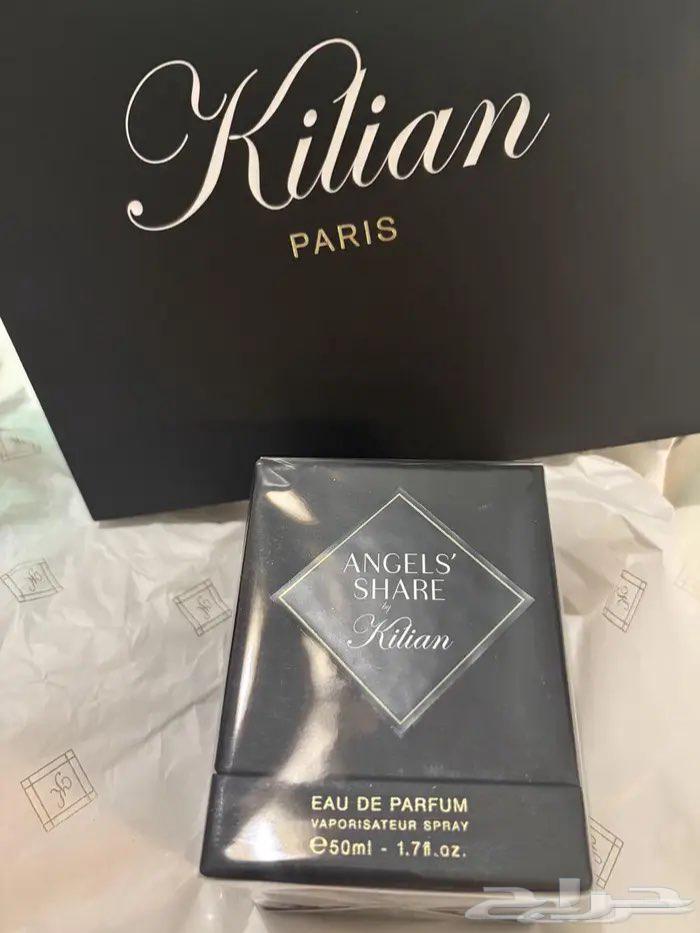 Kilian
PARIS
ANGELS'
SHARE
by
Kilian
EAU DE PARFUM
VAPORISATEUR SPRAY
℮50ml - 1.7fl.oz.
حراج